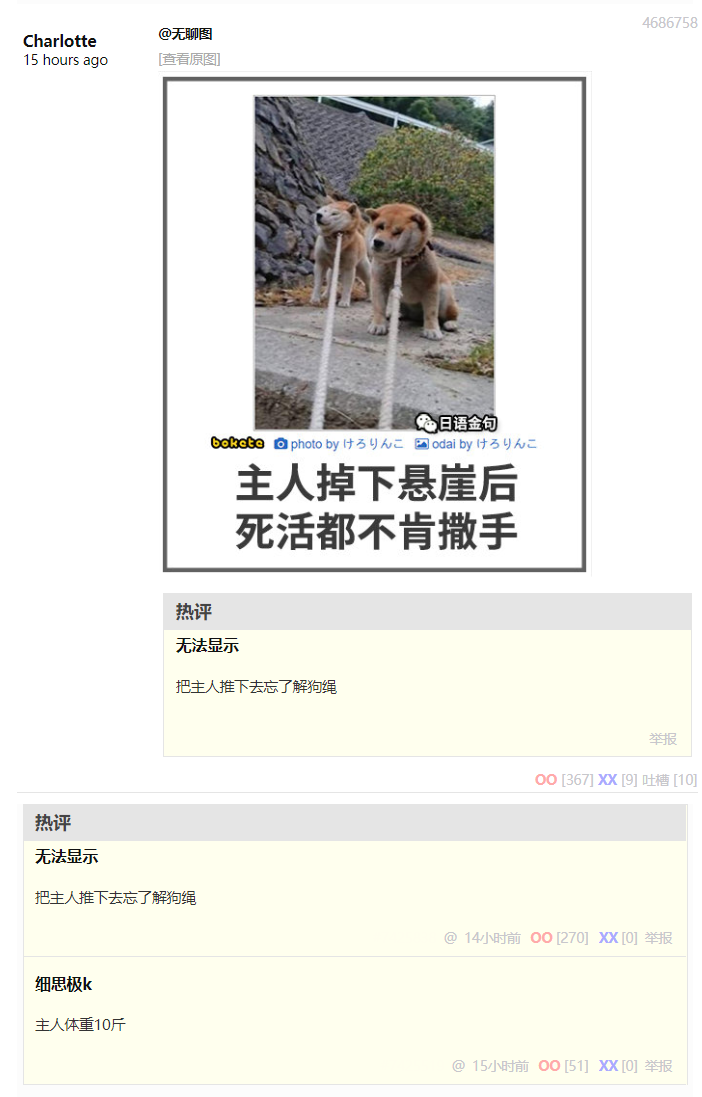 4686758
Charlotte
15 hours ago
@无聊图
[查看原图]
日语金句
bokete photo by けろりんこ odai by けろりんこ
主人掉下悬崖后
死活都不肯撒手
热评
无法显示
把主人推下去忘了解狗绳
举报
OO [367] XX [9] 吐槽 [10]
热评
无法显示
把主人推下去忘了解狗绳
@ 14小时前 OO [270] XX [0] 举报
细思极k
主人体重10斤
@ 15小时前 OO [51] XX [0] 举报